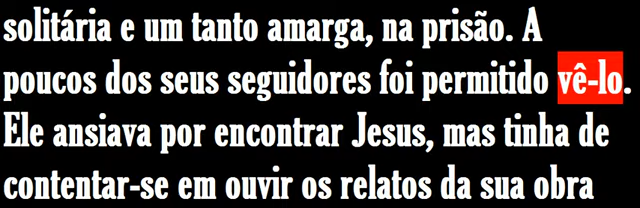 solitária e um tanto amarga, na prisão. A
poucos dos seus seguidores foi permitido vê-lo.
Ele ansiava por encontrar Jesus, mas tinha de
contentar-se em ouvir os relatos da sua obra